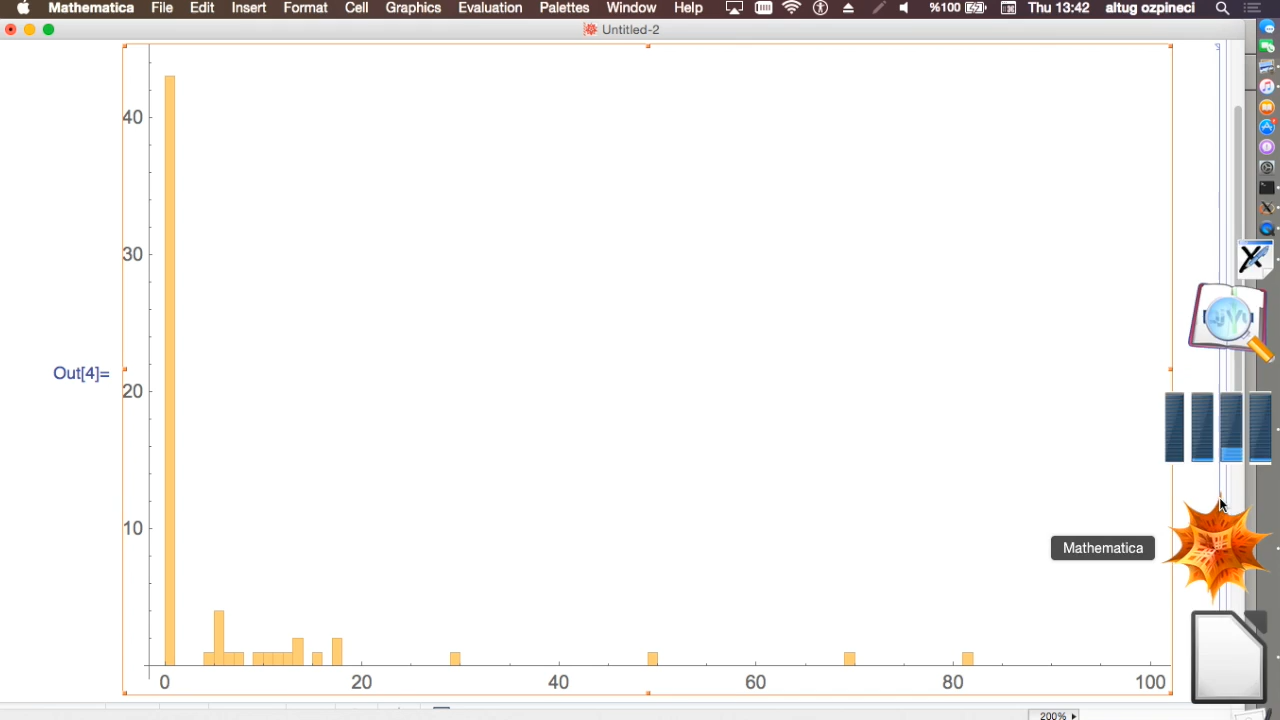 Mathematica File Edit Insert Format Cell Graphics Evaluation Palettes Window Help %100 Thu 13:42 altug ozpineci
Untitled-2
40
30
Out[4]=
20
10
Mathematica
0 20 40 60 80 100
200%